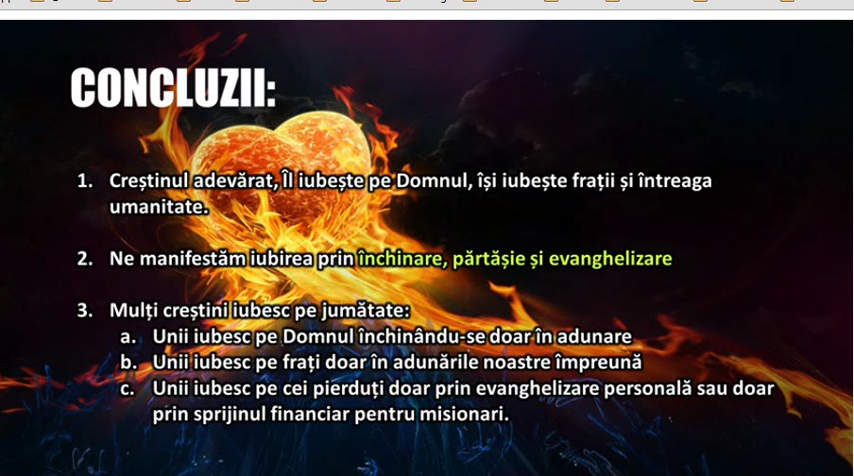 CONCLUZII:
1. Creștinul adevărat, Îl iubește pe Domnul, își iubește frații și întreaga
umanitate.
2. Ne manifestăm iubirea prin închinare, părtășie și evanghelizare
3. Mulți creștini iubesc pe jumătate:
a. Unii iubesc pe Domnul închinându-se doar în adunare
b. Unii iubesc pe frați doar în adunările noastre împreună
c. Unii iubesc pe cei pierduți doar prin evanghelizare personală sau doar
prin sprijinul financiar pentru misionari.